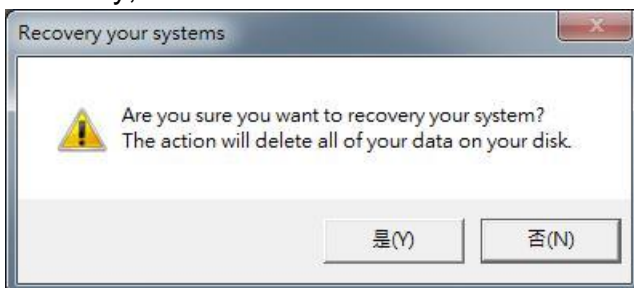 Recovery your systems
Are you sure you want to recovery your system?
The action will delete all of your data on your disk.
是(Y)
否(N)